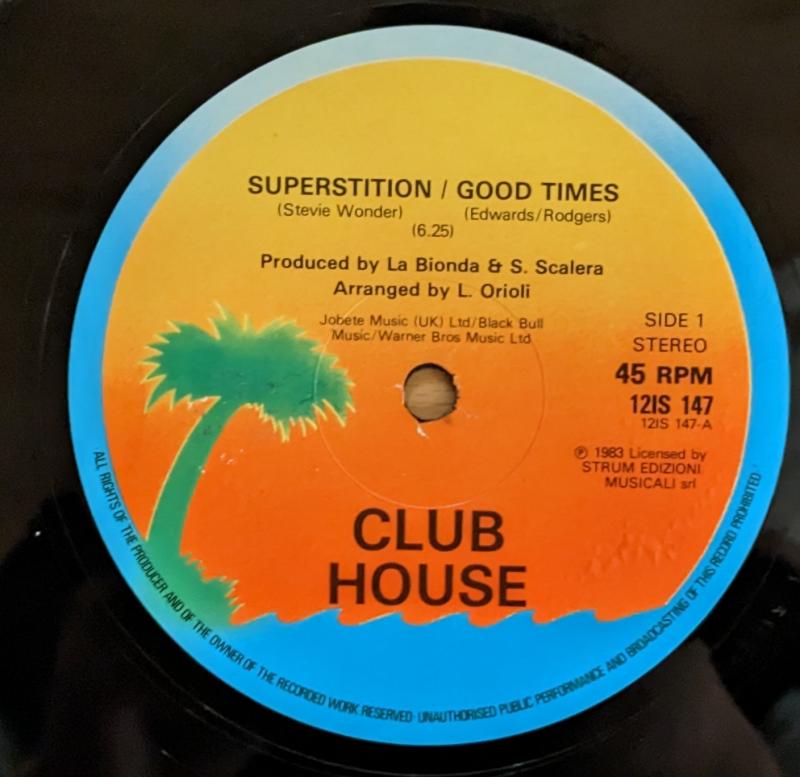 SUPERSTITION / GOOD TIMES
(Stevie Wonder) (Edwards/Rodgers)
(6.25)
Produced by La Bionda & S. Scalera
Arranged by L. Orioli
Jobete Music (UK) Ltd/Black Bull
Music/Warner Bros Music Ltd
SIDE 1
STEREO
45 RPM
12IS 147
12IS 147-A
℗ 1983 Licensed by
STRUM EDIZIONI
MUSICALI srl
CLUB
HOUSE
ALL RIGHTS OF THE PRODUCER AND OF THE OWNER OF THE RECORDED WORK RESERVED · UNAUTHORISED PUBLIC PERFORMANCE AND BROADCASTING OF THIS RECORD PROHIBITED